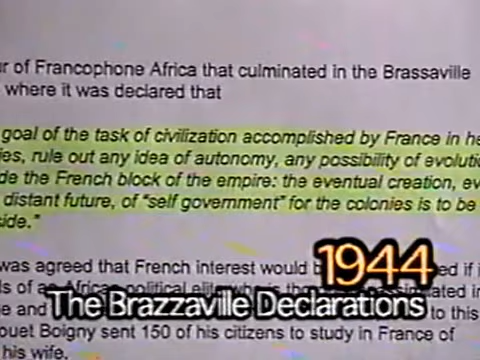 of Francophone Africa that culminated in the Brassaville
where it was declared that
goal of the task of civilization accomplished by France in
rule out any idea of autonomy, any possibility of
the French block of the empire: the eventual creation,
distant future, of "self government" for the colonies is to be
side."
1944
was agreed that French interest would
if
of
The Brazzaville Declarations
to this
Boigny sent 150 of his citizens to study in France of
his wife.